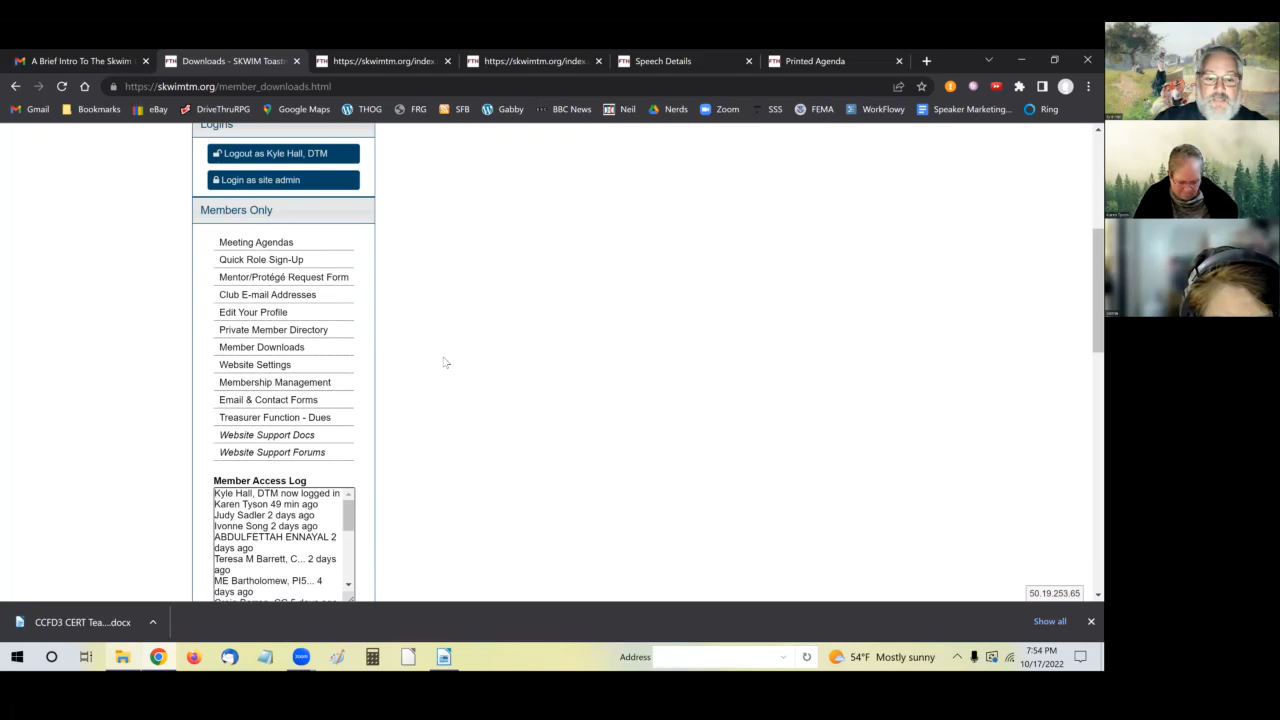 A Brief Intro To The Skwim
Downloads - SKWIM Toastm
https://skwimtm.org/index.
https://skwimtm.org/index.
Speech Details
Printed Agenda
https://skwimtm.org/member_downloads.html
Gmail
Bookmarks
eBay
DriveThruRPG
Google Maps
THOG
FRG
SFB
Gabby
BBC News
Neil
Nerds
Zoom
SSS
FEMA
WorkFlowy
Speaker Marketing...
Ring
Logins
Logout as Kyle Hall, DTM
Login as site admin
Members Only
Meeting Agendas
Quick Role Sign-Up
Mentor/Protégé Request Form
Club E-mail Addresses
Edit Your Profile
Private Member Directory
Member Downloads
Website Settings
Membership Management
Email & Contact Forms
Treasurer Function - Dues
Website Support Docs
Website Support Forums
Member Access Log
Kyle Hall, DTM now logged in
Karen Tyson 49 min ago
Judy Sadler 2 days ago
Ivonne Song 2 days ago
ABDULFETTAH ENNAYAL 2
days ago
Teresa M Barrett, C... 2 days
ago
ME Bartholomew, PI5... 4
days ago
50.19.253.65
CCFD3 CERT Tea....docx
Show all
Address
54°F Mostly sunny
7:54 PM
10/17/2022